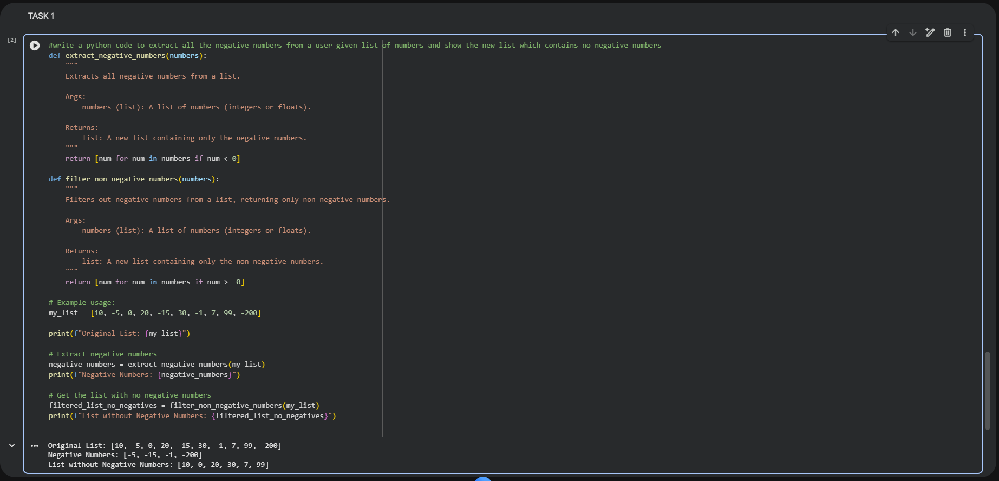 TASK 1
[2]
#write a python code to extract all the negative numbers from a user given list of numbers and show the new list which contains no negative numbers
def extract_negative_numbers(numbers):
    """
    Extracts all negative numbers from a list.

    Args:
        numbers (list): A list of numbers (integers or floats).

    Returns:
        list: A new list containing only the negative numbers.
    """
    return [num for num in numbers if num < 0]

def filter_non_negative_numbers(numbers):
    """
    Filters out negative numbers from a list, returning only non-negative numbers.

    Args:
        numbers (list): A list of numbers (integers or floats).

    Returns:
        list: A new list containing only the non-negative numbers.
    """
    return [num for num in numbers if num >= 0]

# Example usage:
my_list = [10, -5, 0, 20, -15, 30, -1, 7, 99, -200]

print(f"Original List: {my_list}")

# Extract negative numbers
negative_numbers = extract_negative_numbers(my_list)
print(f"Negative Numbers: {negative_numbers}")

# Get the list with no negative numbers
filtered_list_no_negatives = filter_non_negative_numbers(my_list)
print(f"List without Negative Numbers: {filtered_list_no_negatives}")

Original List: [10, -5, 0, 20, -15, 30, -1, 7, 99, -200]
Negative Numbers: [-5, -15, -1, -200]
List without Negative Numbers: [10, 0, 20, 30, 7, 99]